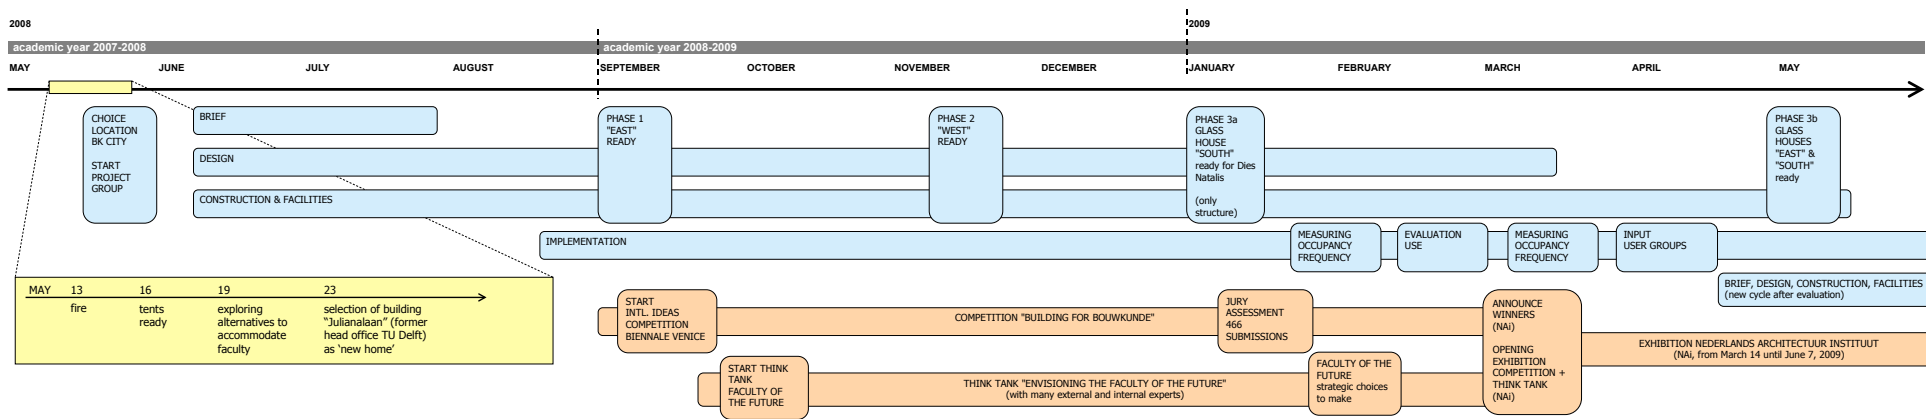 2008
2009
academic year 2007-2008
academic year 2008-2009
MAY
JUNE
JULY
AUGUST
SEPTEMBER
OCTOBER
NOVEMBER
DECEMBER
JANUARY
FEBRUARY
MARCH
APRIL
MAY
CHOICE
LOCATION
BK CITY
START
PROJECT
GROUP
BRIEF
DESIGN
CONSTRUCTION & FACILITIES
PHASE 1
"EAST"
READY
PHASE 2
"WEST"
READY
PHASE 3a
GLASS
HOUSE
"SOUTH"
ready for Dies
Natalis
(only
structure)
PHASE 3b
GLASS
HOUSES
"EAST" &
"SOUTH"
ready
IMPLEMENTATION
MEASURING
OCCUPANCY
FREQUENCY
EVALUATION
USE
MEASURING
OCCUPANCY
FREQUENCY
INPUT
USER GROUPS
BRIEF, DESIGN, CONSTRUCTION, FACILITIES
(new cycle after evaluation)
MAY
13
fire
16
tents
ready
19
exploring
alternatives to
accommodate
faculty
23
selection of building
“Julianalaan” (former
head office TU Delft)
as ‘new home’
START
INTL. IDEAS
COMPETITION
BIENNALE VENICE
COMPETITION "BUILDING FOR BOUWKUNDE"
JURY
ASSESSMENT
466
SUBMISSIONS
ANNOUNCE
WINNERS
(NAi)
OPENING
EXHIBITION
COMPETITION +
THINK TANK
(NAi)
EXHIBITION NEDERLANDS ARCHITECTUUR INSTITUUT
(NAi, from March 14 until June 7, 2009)
START THINK
TANK
FACULTY OF
THE FUTURE
THINK TANK "ENVISIONING THE FACULTY OF THE FUTURE"
(with many external and internal experts)
FACULTY OF THE
FUTURE
strategic choices
to make